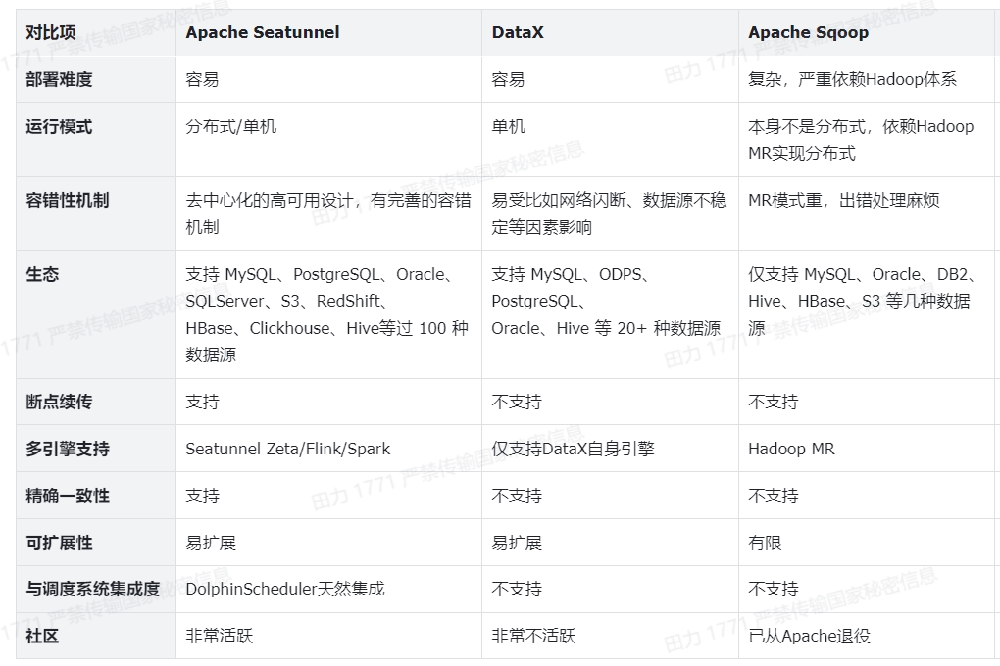 对比项 Apache Seatunnel DataX Apache Sqoop
部署难度 容易 容易 复杂，严重依赖Hadoop体系
运行模式 分布式/单机 单机 本身不是分布式，依赖Hadoop
MR实现分布式
容错性机制 去中心化的高可用设计，有完善的容错
机制
易受比如网络闪断、数据源不稳
定等因素影响
MR模式重，出错处理麻烦
生态 支持 MySQL、PostgreSQL、Oracle、
SQLServer、S3、RedShift、
HBase、Clickhouse、Hive等过 100 种
数据源
支持 MySQL、ODPS、
PostgreSQL、
Oracle、Hive 等 20+ 种数据源
仅支持 MySQL、Oracle、DB2、
Hive、HBase、S3 等几种数据
源
断点续传 支持 不支持 不支持
多引擎支持 Seatunnel Zeta/Flink/Spark 仅支持DataX自身引擎 Hadoop MR
精确一致性 支持 不支持 不支持
可扩展性 易扩展 易扩展 有限
与调度系统集成度 DolphinScheduler天然集成 不支持 不支持
社区 非常活跃 非常不活跃 已从Apache退役
田力 1771 严禁传输国家秘密信息